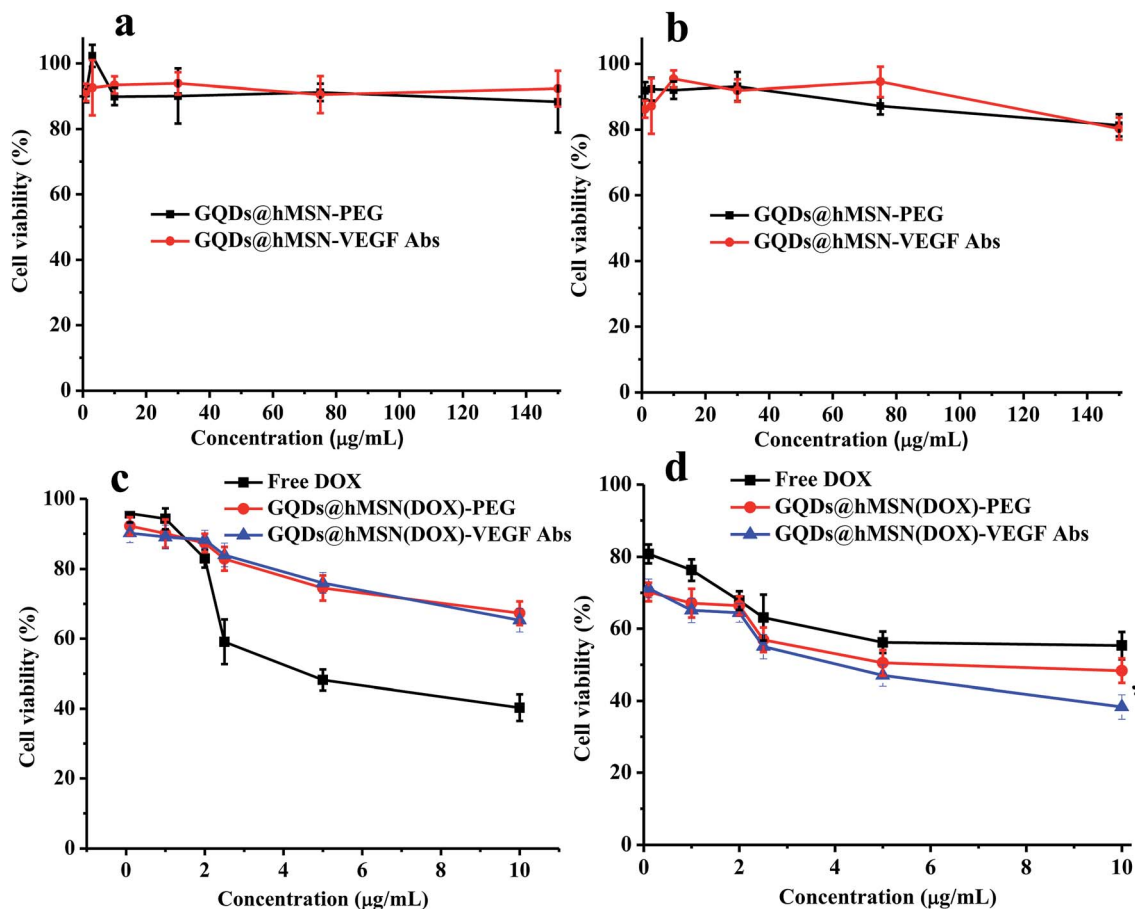 a
100
80
60
40
20
0
0 20 40 60 80 100 120 140
Cell viability (%)
Concentration (μg/mL)
GQDs@hMSN-PEG
GQDs@hMSN-VEGF Abs
b
100
80
60
40
20
0
0 20 40 60 80 100 120 140
Cell viability (%)
Concentration (μg/mL)
GQDs@hMSN-PEG
GQDs@hMSN-VEGF Abs
c
Free DOX
GQDs@hMSN(DOX)-PEG
GQDs@hMSN(DOX)-VEGF Abs
100
80
60
40
20
0
0 2 4 6 8 10
Cell viability (%)
Concentration (μg/mL)
d
Free DOX
GQDs@hMSN(DOX)-PEG
GQDs@hMSN(DOX)-VEGF Abs
100
80
60
40
20
0
0 2 4 6 8 10
Cell viability (%)
Concentration (μg/mL)